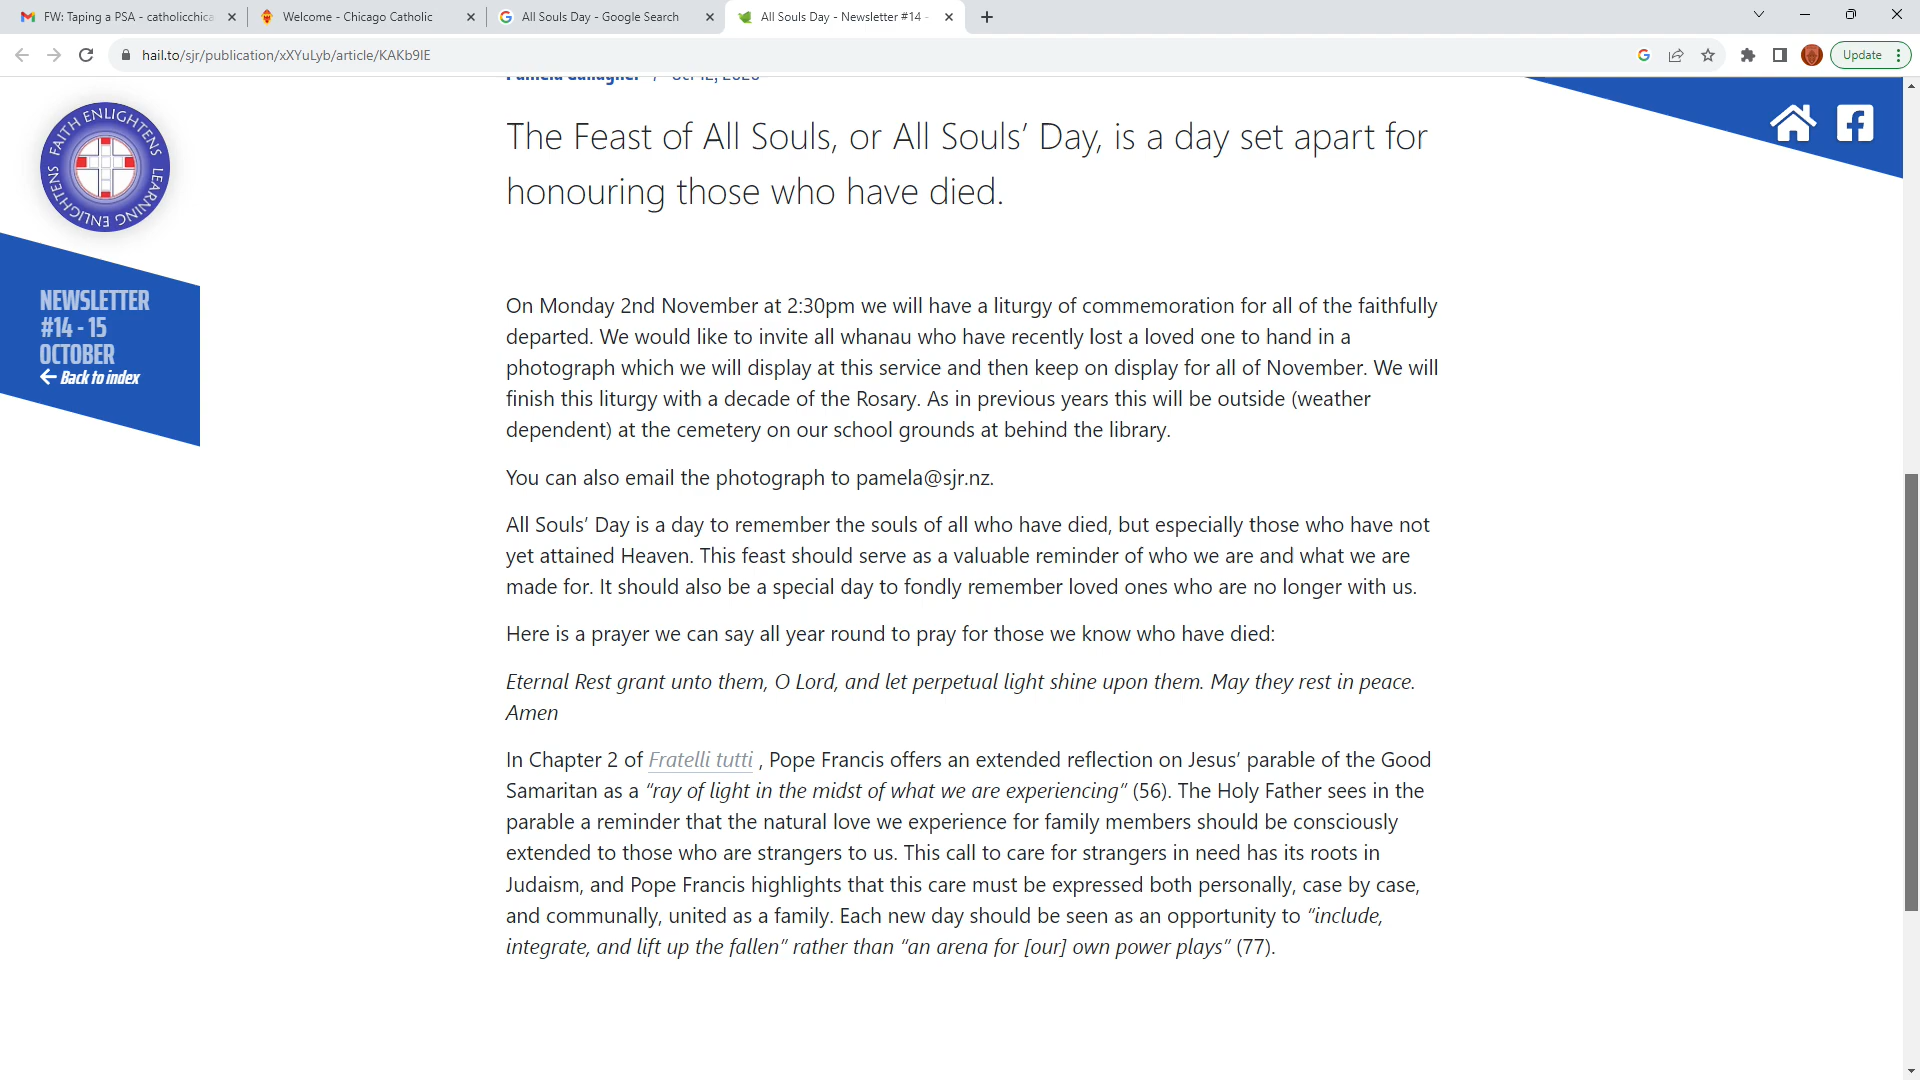 FW: Taping a PSA - catholicchica
Welcome - Chicago Catholic
All Souls Day - Google Search
All Souls Day - Newsletter #14 -
hail.to/sjr/publication/xXYuLyb/article/KAKb9IE
Update
Pamela Gallagher / Oct 12, 2020
FAITH ENLIGHTENS LEARNING ENLIGHTENS
NEWSLETTER
#14 - 15
OCTOBER
Back to index
The Feast of All Souls, or All Souls’ Day, is a day set apart for
honouring those who have died.
On Monday 2nd November at 2:30pm we will have a liturgy of commemoration for all of the faithfully
departed. We would like to invite all whanau who have recently lost a loved one to hand in a
photograph which we will display at this service and then keep on display for all of November. We will
finish this liturgy with a decade of the Rosary. As in previous years this will be outside (weather
dependent) at the cemetery on our school grounds at behind the library.
You can also email the photograph to pamela@sjr.nz.
All Souls’ Day is a day to remember the souls of all who have died, but especially those who have not
yet attained Heaven. This feast should serve as a valuable reminder of who we are and what we are
made for. It should also be a special day to fondly remember loved ones who are no longer with us.
Here is a prayer we can say all year round to pray for those we know who have died:
Eternal Rest grant unto them, O Lord, and let perpetual light shine upon them. May they rest in peace.
Amen
In Chapter 2 of Fratelli tutti , Pope Francis offers an extended reflection on Jesus’ parable of the Good
Samaritan as a “ray of light in the midst of what we are experiencing” (56). The Holy Father sees in the
parable a reminder that the natural love we experience for family members should be consciously
extended to those who are strangers to us. This call to care for strangers in need has its roots in
Judaism, and Pope Francis highlights that this care must be expressed both personally, case by case,
and communally, united as a family. Each new day should be seen as an opportunity to “include,
integrate, and lift up the fallen” rather than “an arena for [our] own power plays” (77).